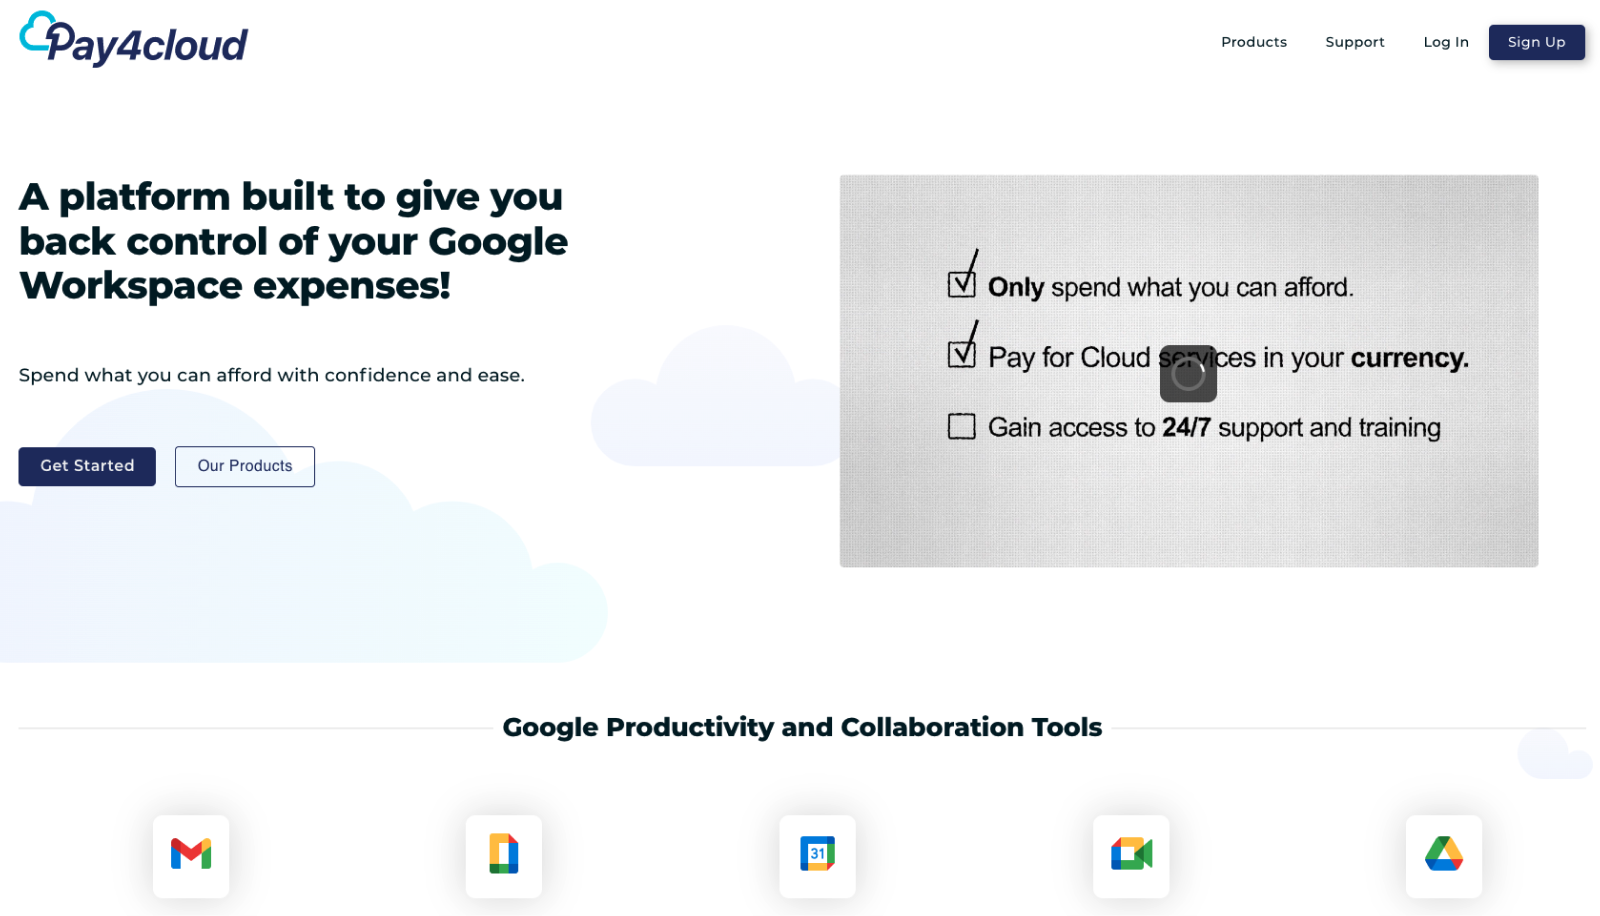 Pay4cloud
Products
Support
Log In
Sign Up
A platform built to give you
back control of your Google
Workspace expenses!
Spend what you can afford with confidence and ease.
Get Started
Our Products
Only spend what you can afford.
Pay for Cloud services in your currency.
Gain access to 24/7 support and training
Google Productivity and Collaboration Tools
31